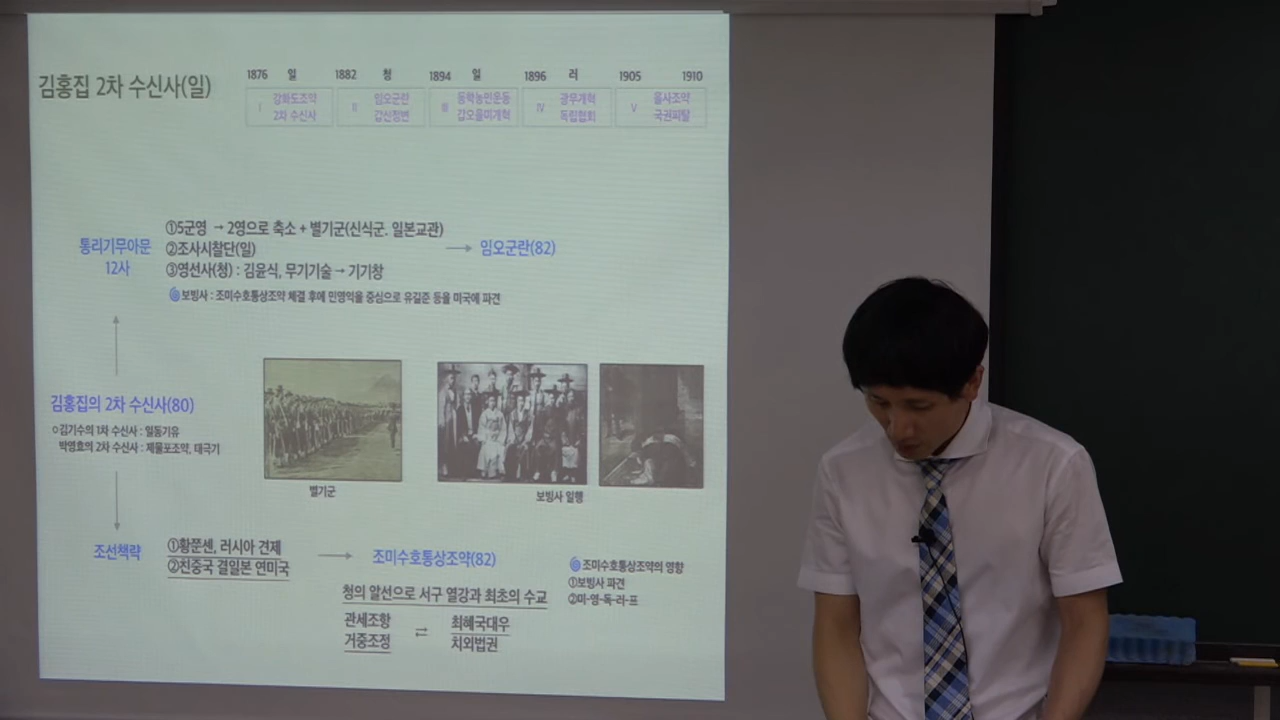 김홍집 2차 수신사(일)
1876 일 1882 청 1894 일 1896 러 1905 1910
Ⅰ 강화도조약 2차 수신사
Ⅱ 임오군란 갑신정변
Ⅲ 동학농민운동 갑오을미개혁
Ⅳ 광무개혁 독립협회
Ⅴ 을사조약 국권피탈
통리기무아문
12사
①5군영 → 2영으로 축소 + 별기군(신식군. 일본교관)
②조사시찰단(일)
③영선사(청) : 김윤식, 무기기술→ 기기창
→ 임오군란(82)
보빙사 : 조미수호통상조약 체결 후에 민영익을 중심으로 유길준 등을 미국에 파견
김홍집의 2차 수신사(80)
○김기수의 1차 수신사 : 일동기유
박영효의 2차 수신사 : 제물포조약, 태극기
별기군
보빙사 일행
조선책략
①황쭌셴, 러시아 견제
②친중국 결일본 연미국
→ 조미수호통상조약(82)
청의 알선으로 서구 열강과 최초의 수교
관세조항 ⇄ 최혜국대우
거중조정 치외법권
조미수호통상조약의 영향
①보빙사 파견
②미-영-독-러-프